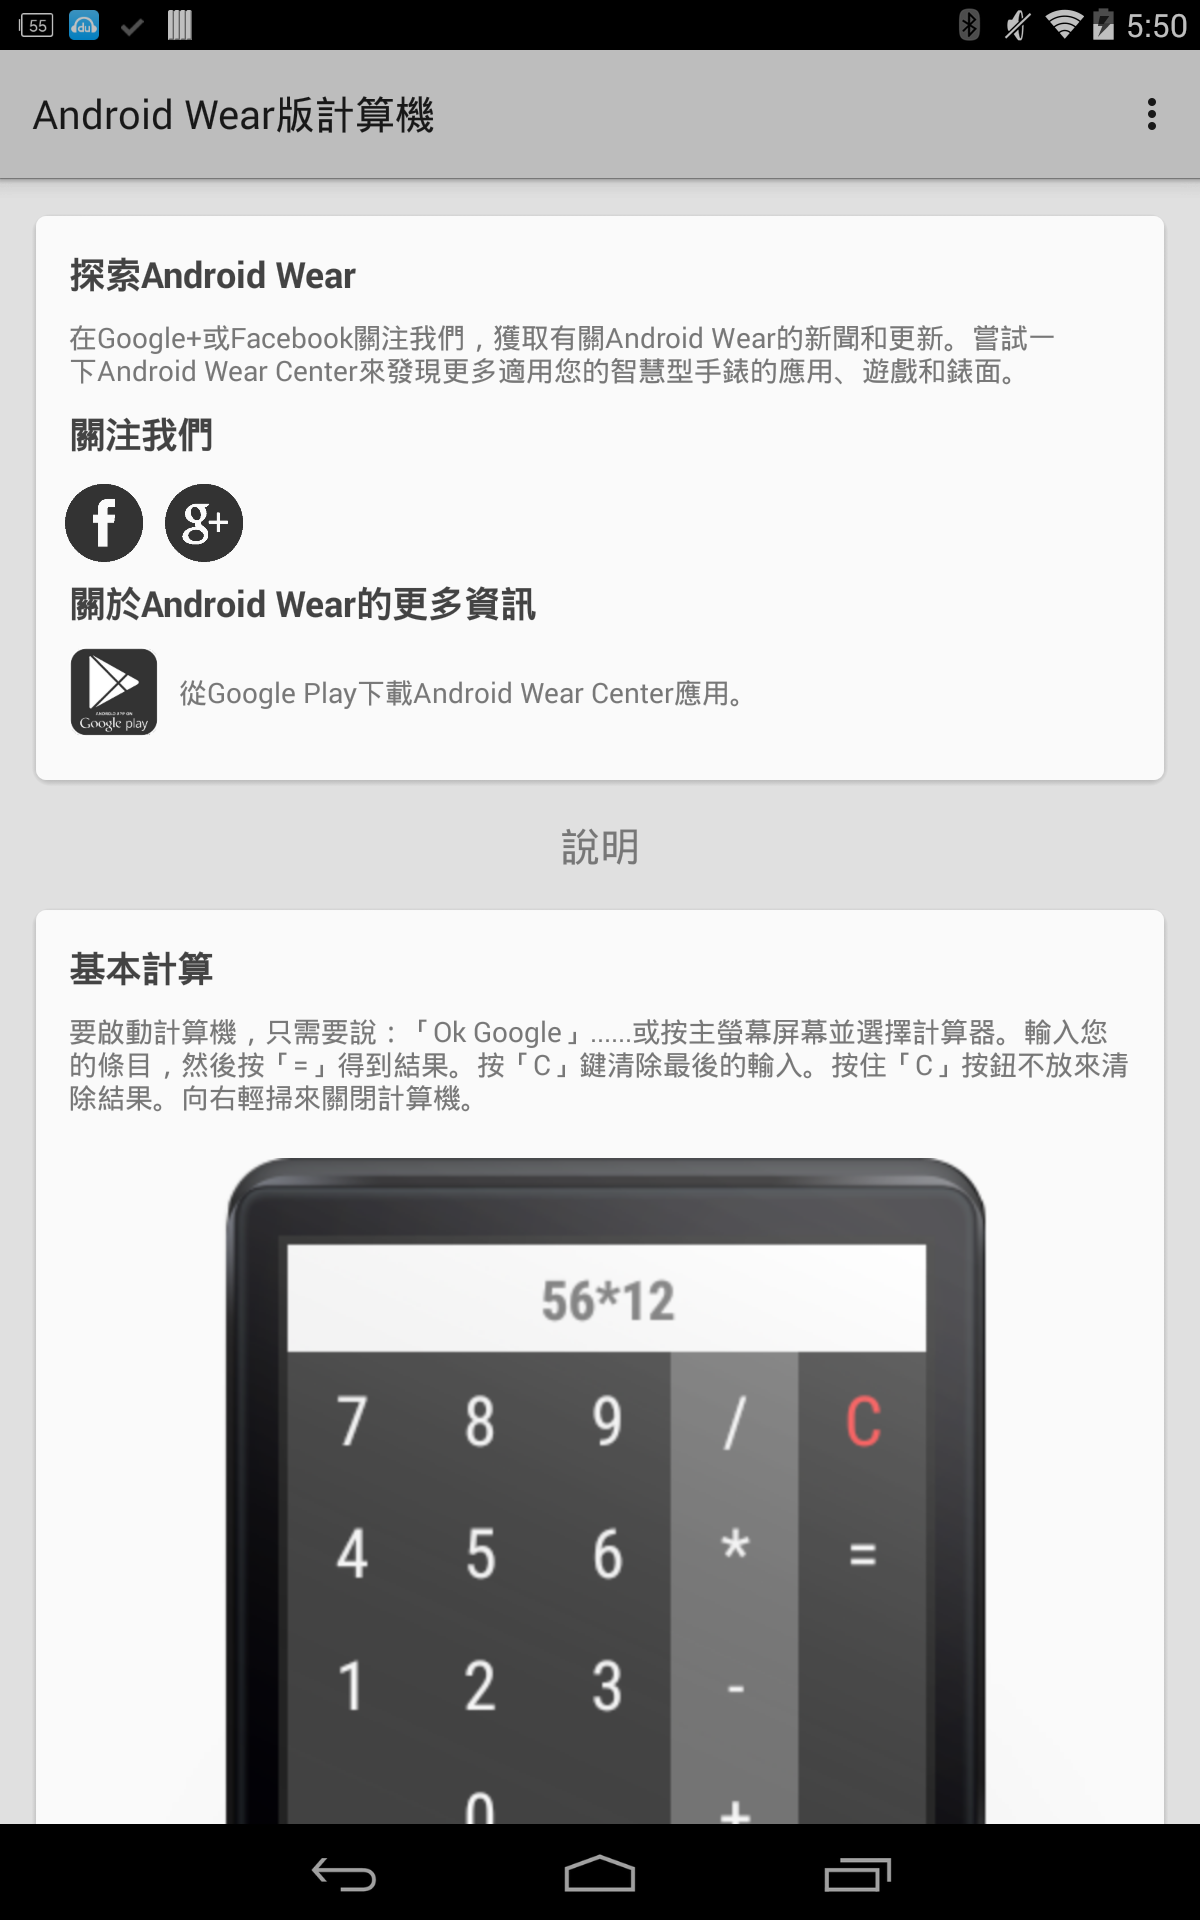 55 du 5:50
Android Wear版計算機
探索Android Wear
在Google+或Facebook關注我們，獲取有關Android Wear的新聞和更新。嘗試一
下Android Wear Center來發現更多適用您的智慧型手錶的應用、遊戲和錶面。
關注我們
f g+
關於Android Wear的更多資訊
ANDROID APP ON
Google play
從Google Play下載Android Wear Center應用。
說明
基本計算
要啟動計算機，只需要說：「Ok Google」......或按主螢幕屏幕並選擇計算器。輸入您
的條目，然後按「=」得到結果。按「C」鍵清除最後的輸入。按住「C」按鈕不放來清
除結果。向右輕掃來關閉計算機。
56*12
7 8 9 / C
4 5 6 * =
1 2 3 -
0 +